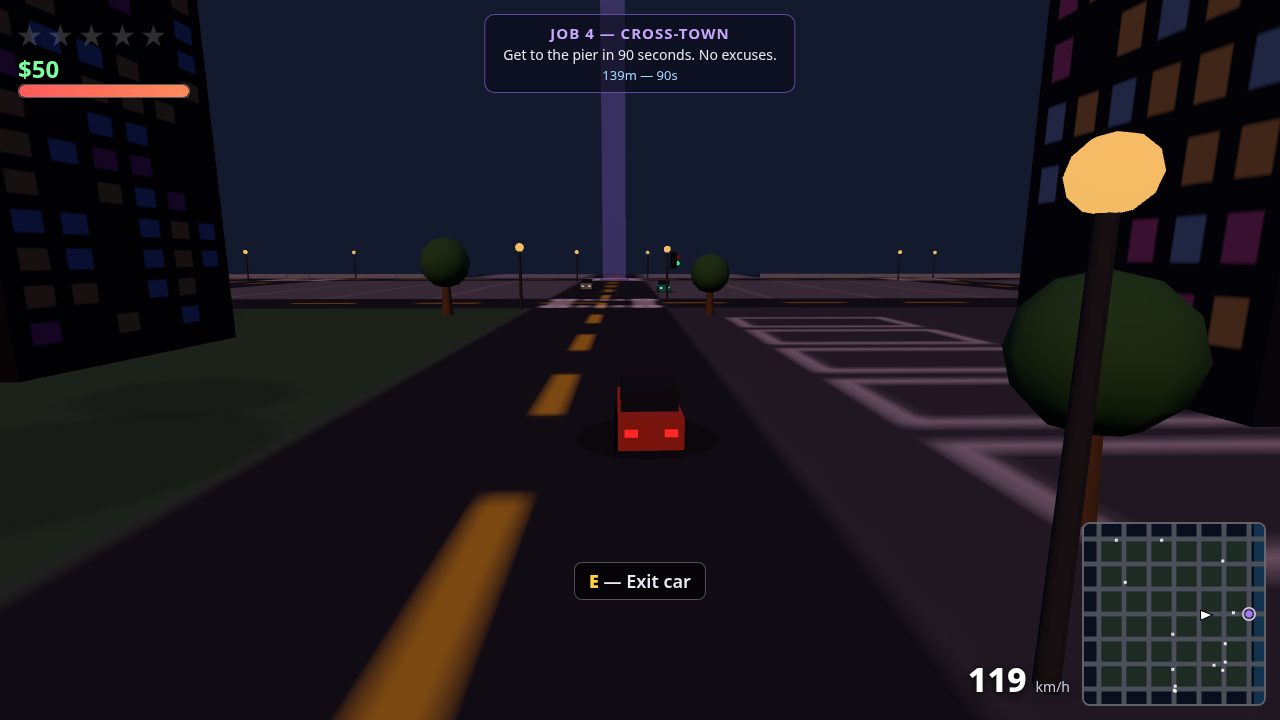 JOB 4 — CROSS-TOWN
Get to the pier in 90 seconds. No excuses.
139m — 90s
$50
E — Exit car
119 km/h